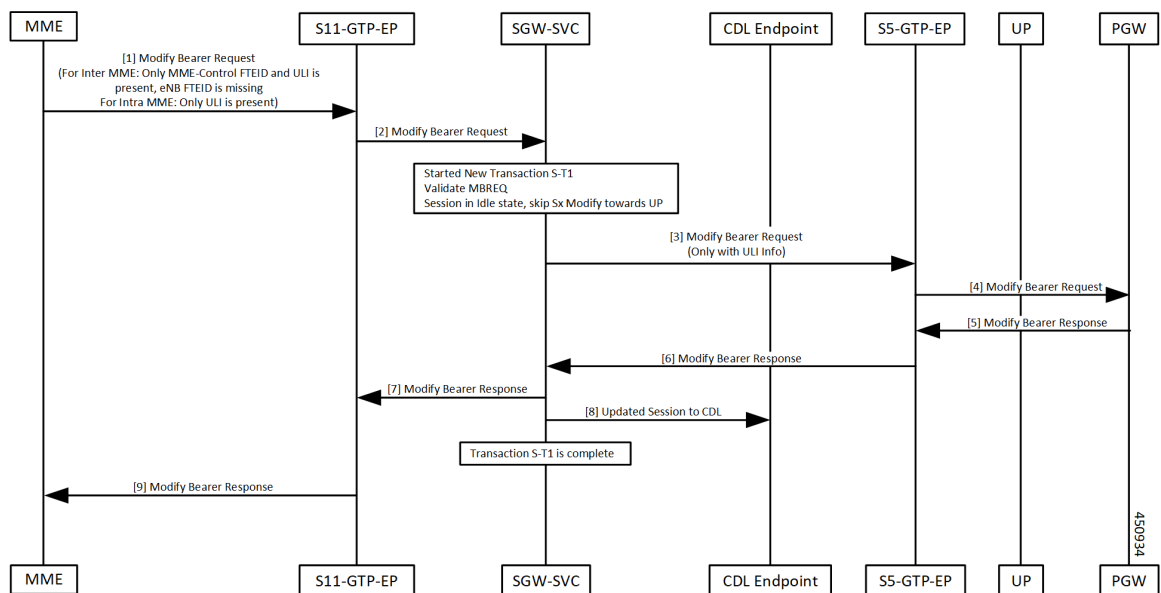 MME
S11-GTP-EP
SGW-SVC
CDL Endpoint
S5-GTP-EP
UP
PGW
[1] Modify Bearer Request
(For Inter MME: Only MME-Control FTEID and ULI is
present, eNB FTEID is missing
For Intra MME: Only ULI is present)
[2] Modify Bearer Request
Started New Transaction S-T1
Validate MBREQ
Session in Idle state, skip Sx Modify towards UP
[3] Modify Bearer Request
(Only with ULI Info)
[4] Modify Bearer Request
[5] Modify Bearer Response
[6] Modify Bearer Response
[7] Modify Bearer Response
[8] Updated Session to CDL
Transaction S-T1 is complete
[9] Modify Bearer Response
450934
MME
S11-GTP-EP
SGW-SVC
CDL Endpoint
S5-GTP-EP
UP
PGW